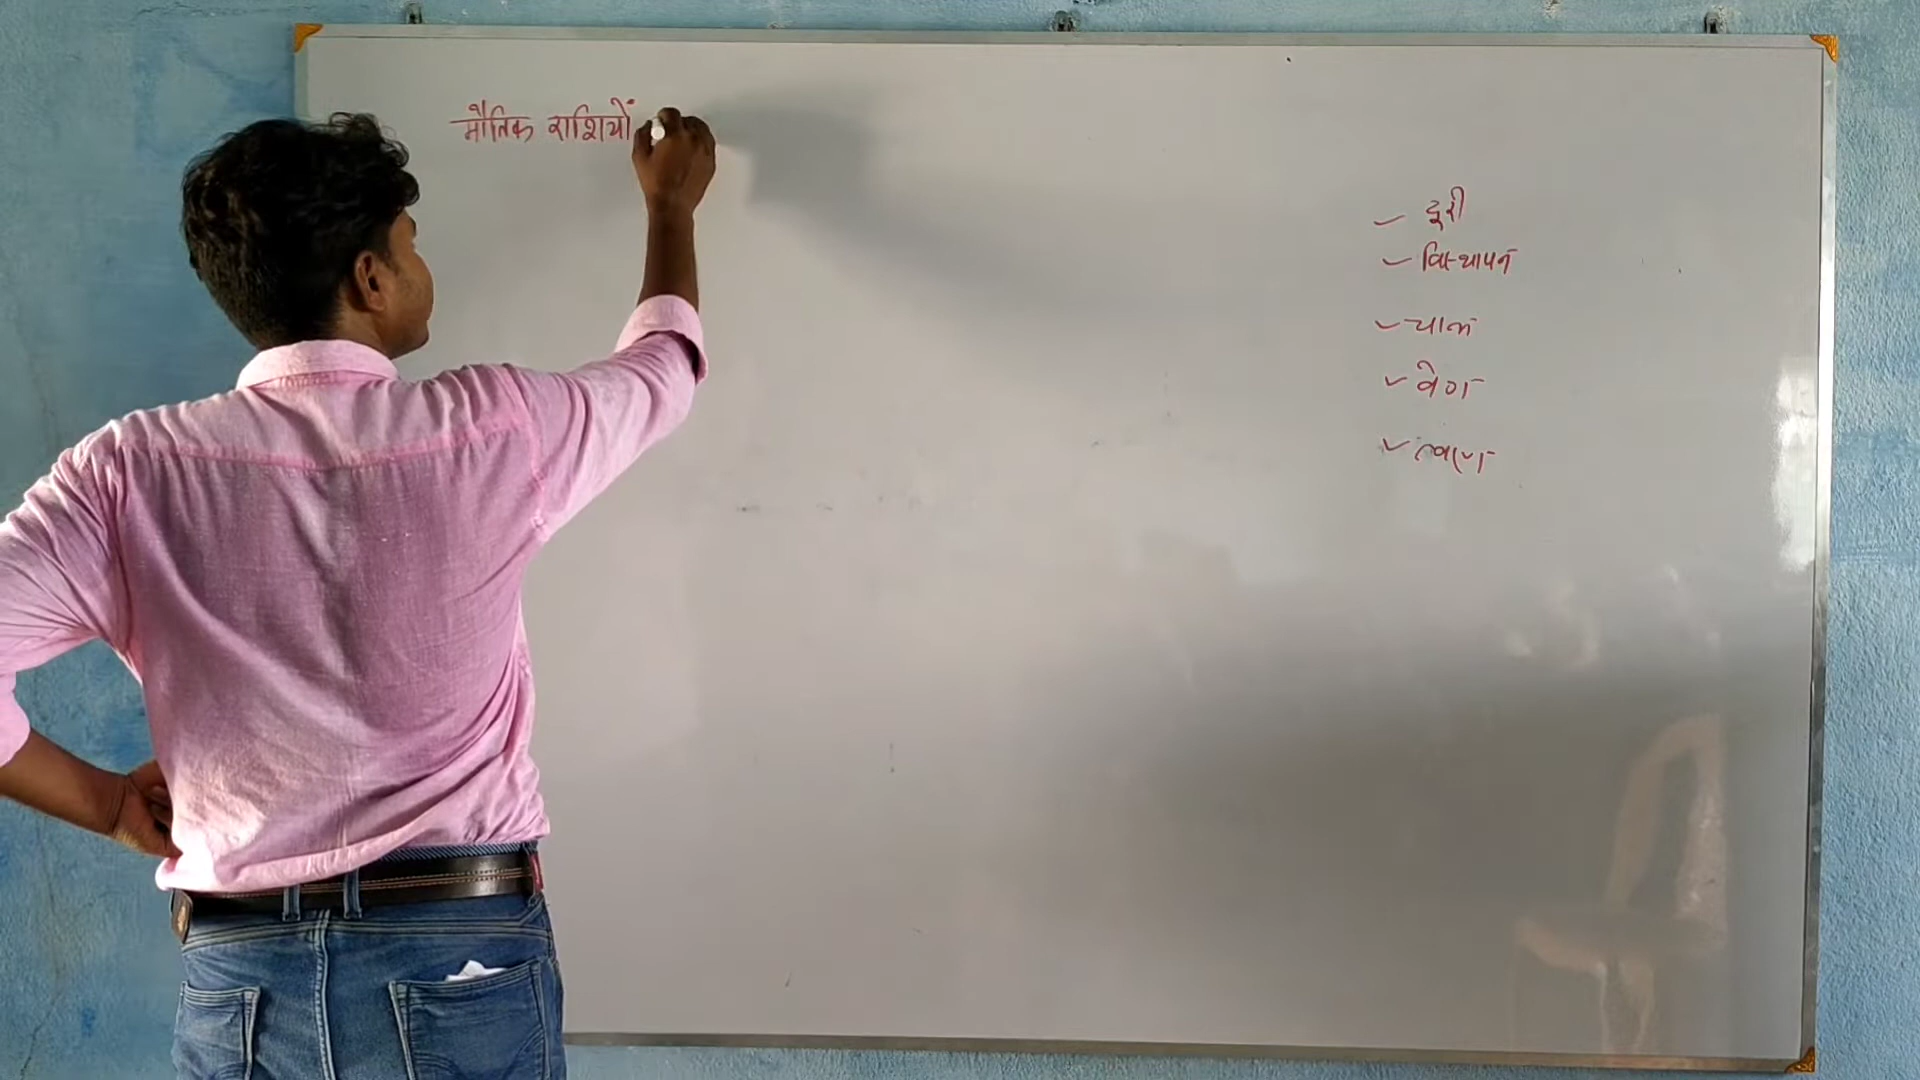 भौतिक राशियों
दूरी
विस्थापन
चाल
वेग
त्वरण